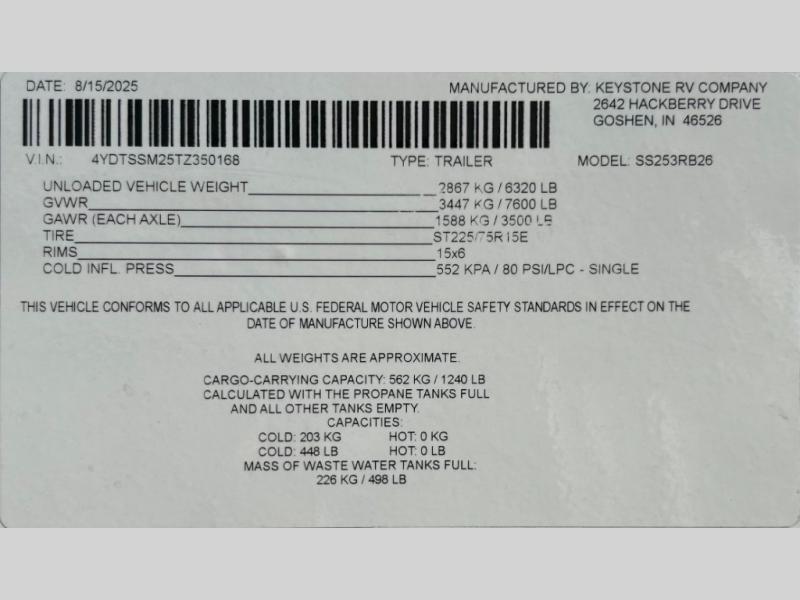 DATE: 8/15/2025
MANUFACTURED BY: KEYSTONE RV COMPANY
2642 HACKBERRY DRIVE
GOSHEN, IN 46526
V.I.N.: 4YDTSSM25TZ350168 TYPE: TRAILER MODEL: SS253RB26
UNLOADED VEHICLE WEIGHT 2867 KG / 6320 LB
GVWR 3447 KG / 7600 LB
GAWR (EACH AXLE) 1588 KG / 3500 LB
TIRE ST225/75R15E
RIMS 15x6
COLD INFL. PRESS 552 KPA / 80 PSI/LPC - SINGLE
THIS VEHICLE CONFORMS TO ALL APPLICABLE U.S. FEDERAL MOTOR VEHICLE SAFETY STANDARDS IN EFFECT ON THE
DATE OF MANUFACTURE SHOWN ABOVE.
ALL WEIGHTS ARE APPROXIMATE.
CARGO-CARRYING CAPACITY: 562 KG / 1240 LB
CALCULATED WITH THE PROPANE TANKS FULL
AND ALL OTHER TANKS EMPTY.
CAPACITIES:
COLD: 203 KG HOT: 0 KG
COLD: 448 LB HOT: 0 LB
MASS OF WASTE WATER TANKS FULL:
226 KG / 498 LB